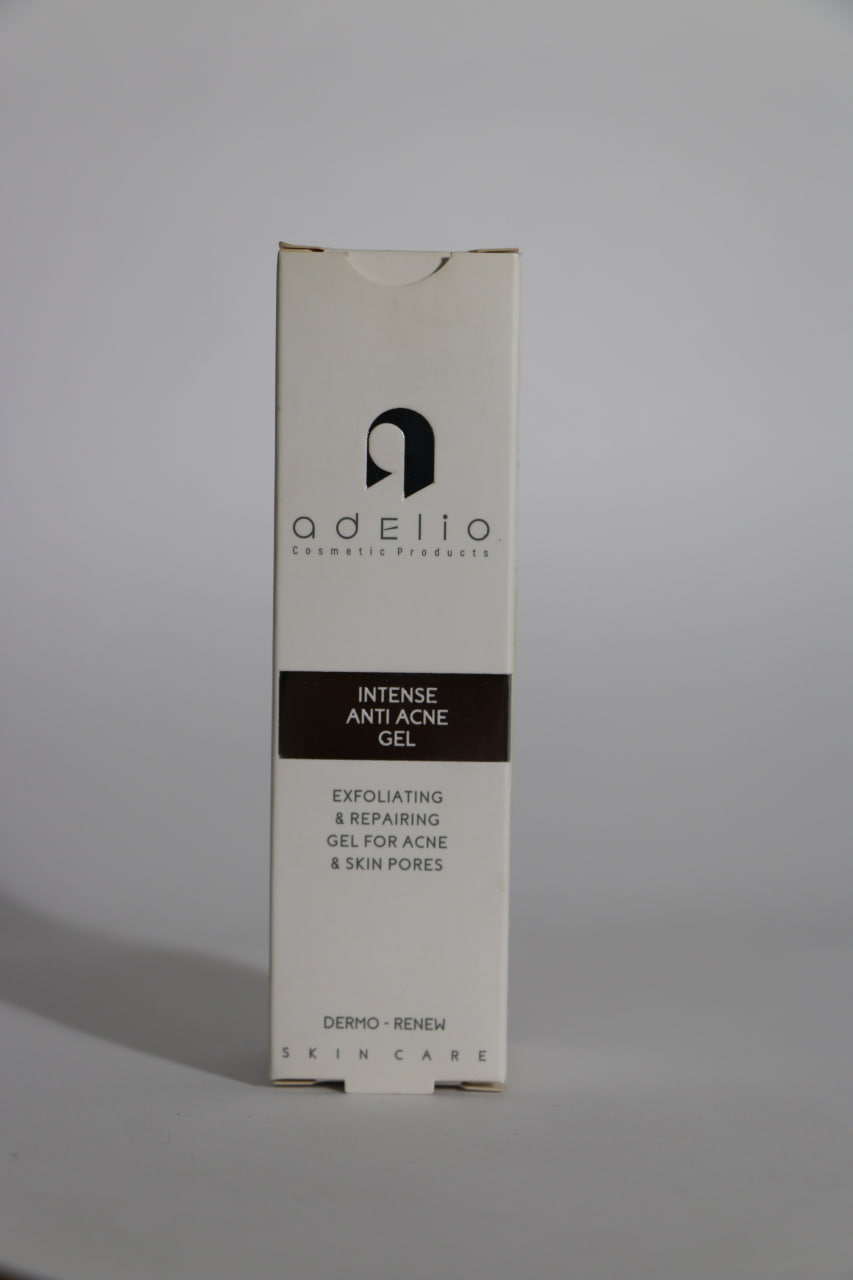 adElio
Cosmetic Products
INTENSE
ANTI ACNE
GEL
EXFOLIATING
& REPAIRING
GEL FOR ACNE
& SKIN PORES
DERMO - RENEW
SKIN CARE